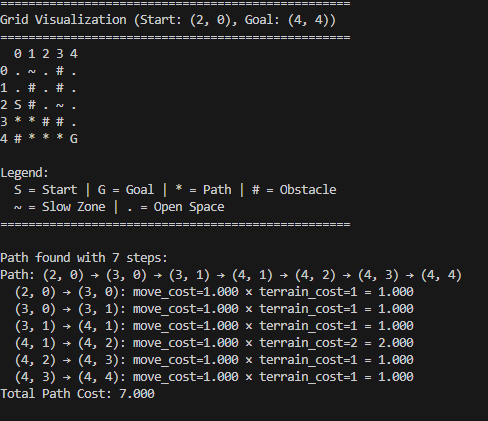 ==================================================
Grid Visualization (Start: (2, 0), Goal: (4, 4))
==================================================
  0 1 2 3 4
0 . ~ . # .
1 . # . # .
2 S # . ~ .
3 * * # # .
4 # * * * G

Legend:
  S = Start | G = Goal | * = Path | # = Obstacle
  ~ = Slow Zone | . = Open Space
==================================================

Path found with 7 steps:
Path: (2, 0) → (3, 0) → (3, 1) → (4, 1) → (4, 2) → (4, 3) → (4, 4)
  (2, 0) → (3, 0): move_cost=1.000 × terrain_cost=1 = 1.000
  (3, 0) → (3, 1): move_cost=1.000 × terrain_cost=1 = 1.000
  (3, 1) → (4, 1): move_cost=1.000 × terrain_cost=1 = 1.000
  (4, 1) → (4, 2): move_cost=1.000 × terrain_cost=2 = 2.000
  (4, 2) → (4, 3): move_cost=1.000 × terrain_cost=1 = 1.000
  (4, 3) → (4, 4): move_cost=1.000 × terrain_cost=1 = 1.000
Total Path Cost: 7.000